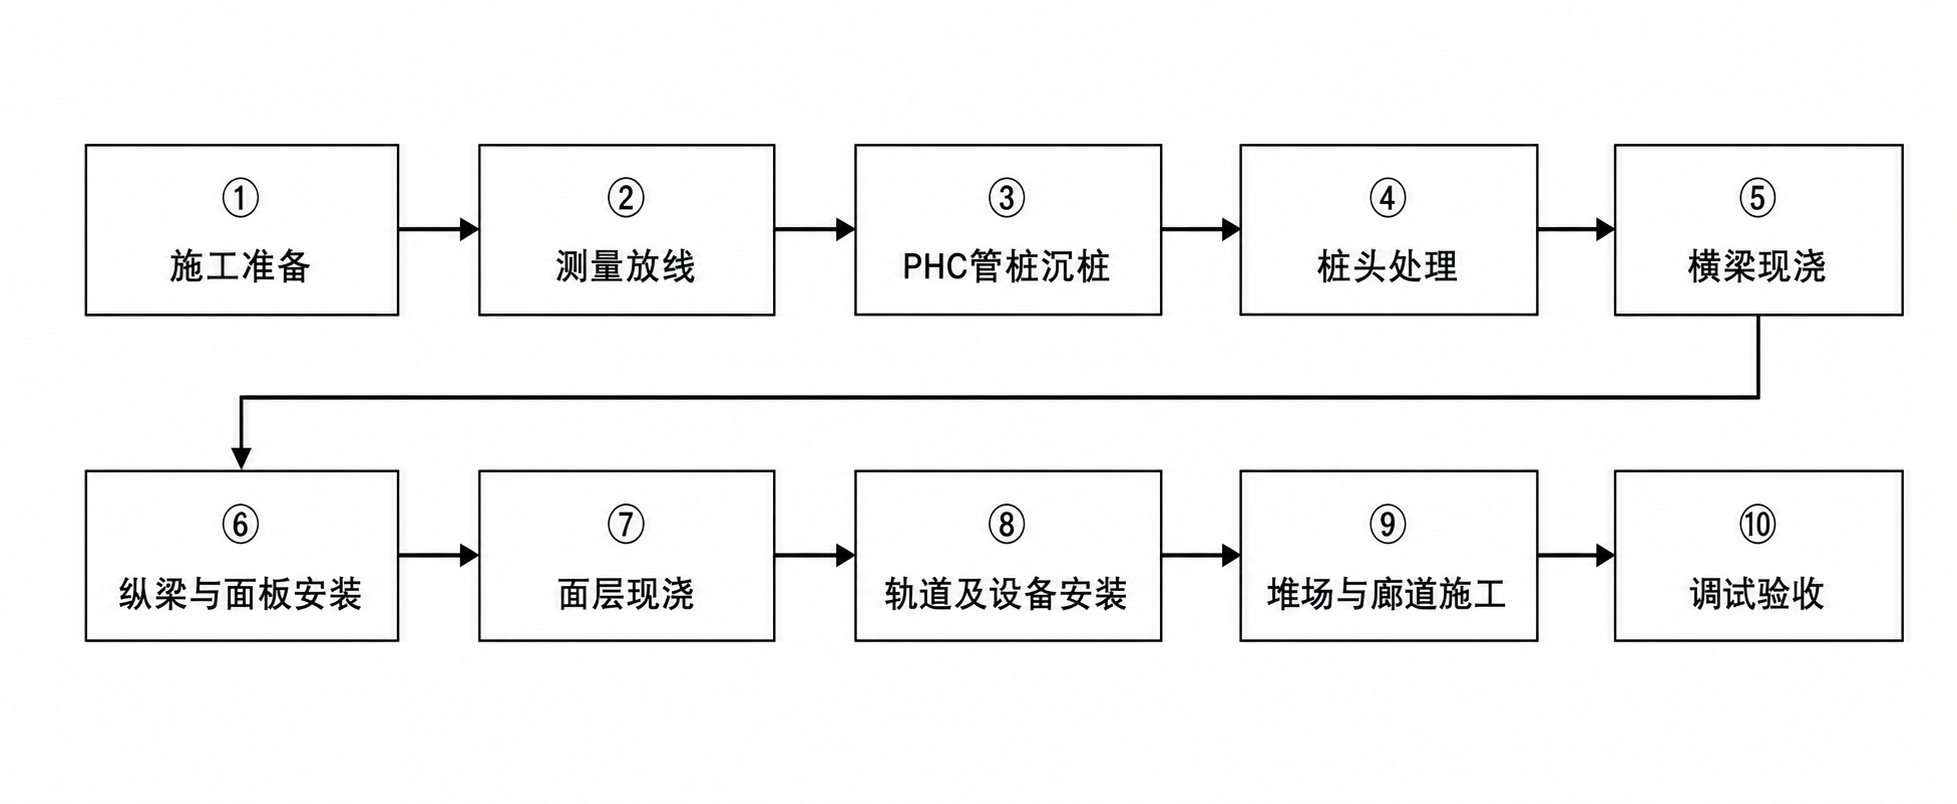 ①
施工准备
②
测量放线
③
PHC管桩沉桩
④
桩头处理
⑤
横梁现浇
⑥
纵梁与面板安装
⑦
面层现浇
⑧
轨道及设备安装
⑨
堆场与廊道施工
⑩
调试验收